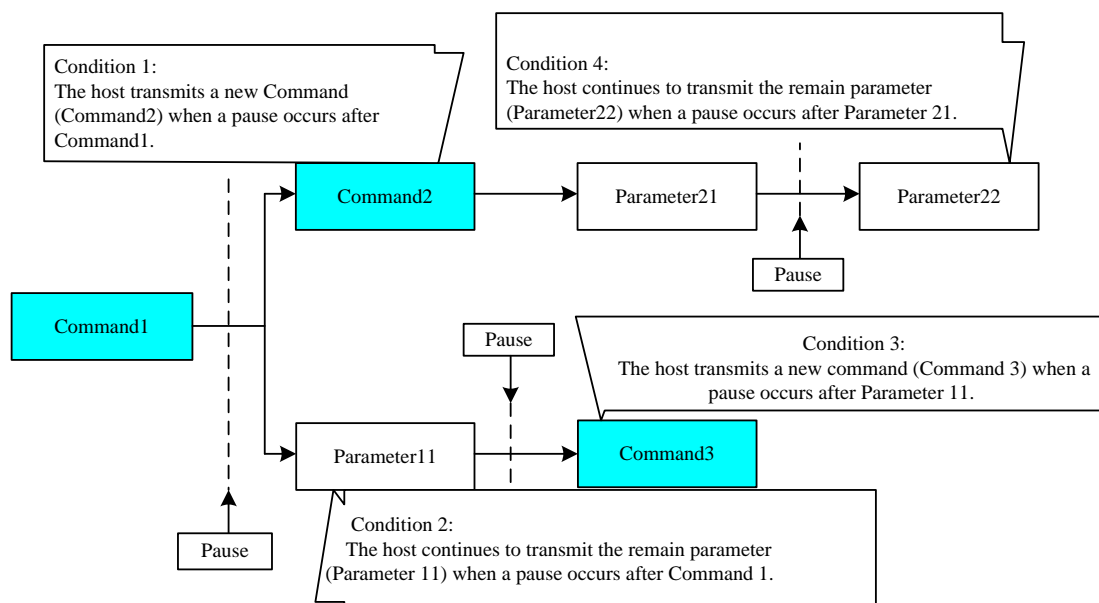 Condition 1:
The host transmits a new Command
(Command2) when a pause occurs after
Command1.
Condition 4:
The host continues to transmit the remain parameter
(Parameter22) when a pause occurs after Parameter 21.
Command2
Parameter21
Parameter22
Pause
Command1
Pause
Condition 3:
The host transmits a new command (Command 3) when a
pause occurs after Parameter 11.
Parameter11
Command3
Pause
Condition 2:
The host continues to transmit the remain parameter
(Parameter 11) when a pause occurs after Command 1.